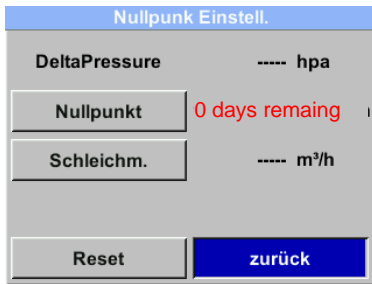 Nullpunk Einstell.
DeltaPressure ----- hpa
Nullpunkt 0 days remaing
Schleichm. ----- m³/h
Reset zurück